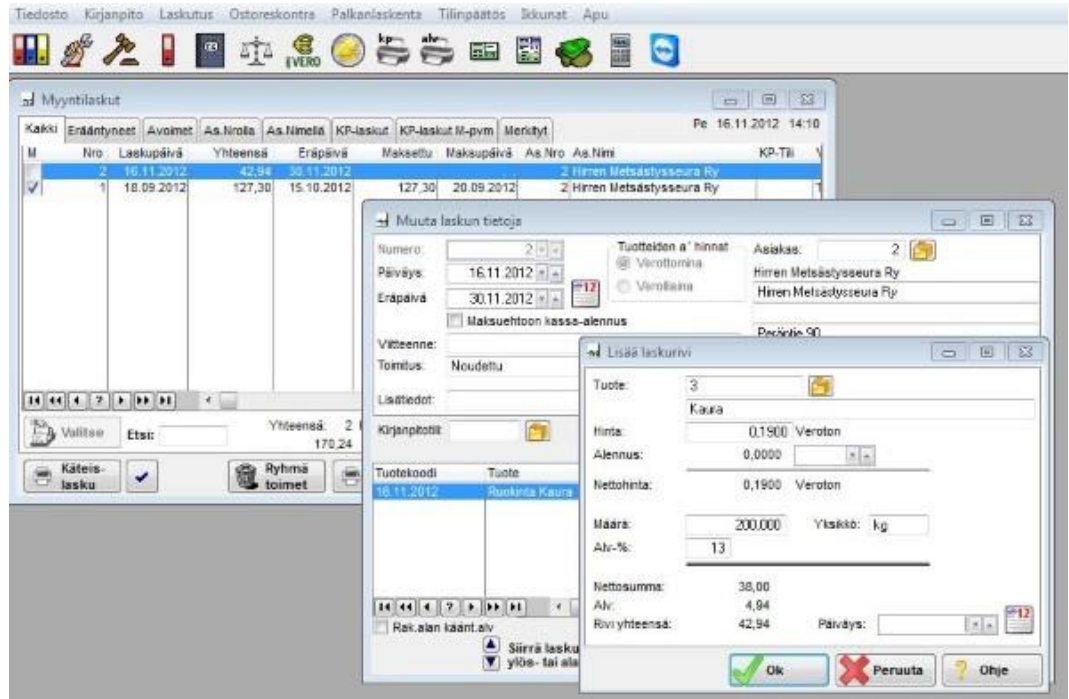 Tiedosto Kirjanpito Laskutus Ostoreskontra Palkanlaskenta Tilinpäätös Ikkunat Apu
kp alv
VERO
Myyntilaskut
Kaikki Erääntyneet Avoimet As.Nrolla As.Nimellä KP-laskut KP-laskut M-pvm Merkityt
Pe 16.11.2012 14:10
M Nro Laskupäivä Yhteensä Eräpäivä Maksettu Maksupäivä As.Nro As.Nimi KP-Tili
2 16.11.2012 42,94 30.11.2012 2 Hirren Metsästysseura Ry
1 18.09.2012 127,30 15.10.2012 127,30 20.09.2012 2 Hirren Metsästysseura Ry
Valitse Etsi: Yhteensä: 2
170,24
Käteis-
lasku
Ryhmä
toimet
Muuta laskun tietoja
Numero: 2
Tuotteiden a' hinnat
Verottomina
Verollisina
Asiakas: 2
Päiväys: 16.11.2012
Hirren Metsästysseura Ry
Eräpäivä 30.11.2012
12
Hirren Metsästysseura Ry
Maksuehtoon kassa-alennus
Peräntie 90
Viitteenne:
Toimitus: Noudettu
Lisätiedot:
Kirjanpitotili:
Tuotekoodi Tuote
16.11.2012 Ruokinta Kaura
Rak.alan käänt.alv
Siirrä lasku
ylös- tai ala
Lisää laskurivi
Tuote: 3
Kaura
Hinta: 0,1900 Veroton
Alennus: 0,0000
Nettohinta: 0,1900 Veroton
Määrä: 200,000 Yksikkö: kg
Alv-%: 13
Nettosumma: 38,00
Alv: 4,94
Rivi yhteensä: 42,94 Päiväys:
12
Ok Peruuta Ohje